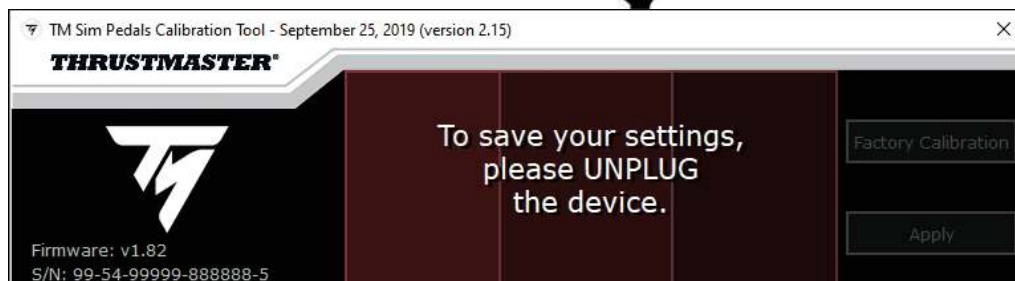 TM Sim Pedals Calibration Tool - September 25, 2019 (version 2.15)
THRUSTMASTER®
To save your settings,
please UNPLUG
the device.
Factory Calibration
Apply
Firmware: v1.82
S/N: 99-54-99999-888888-5